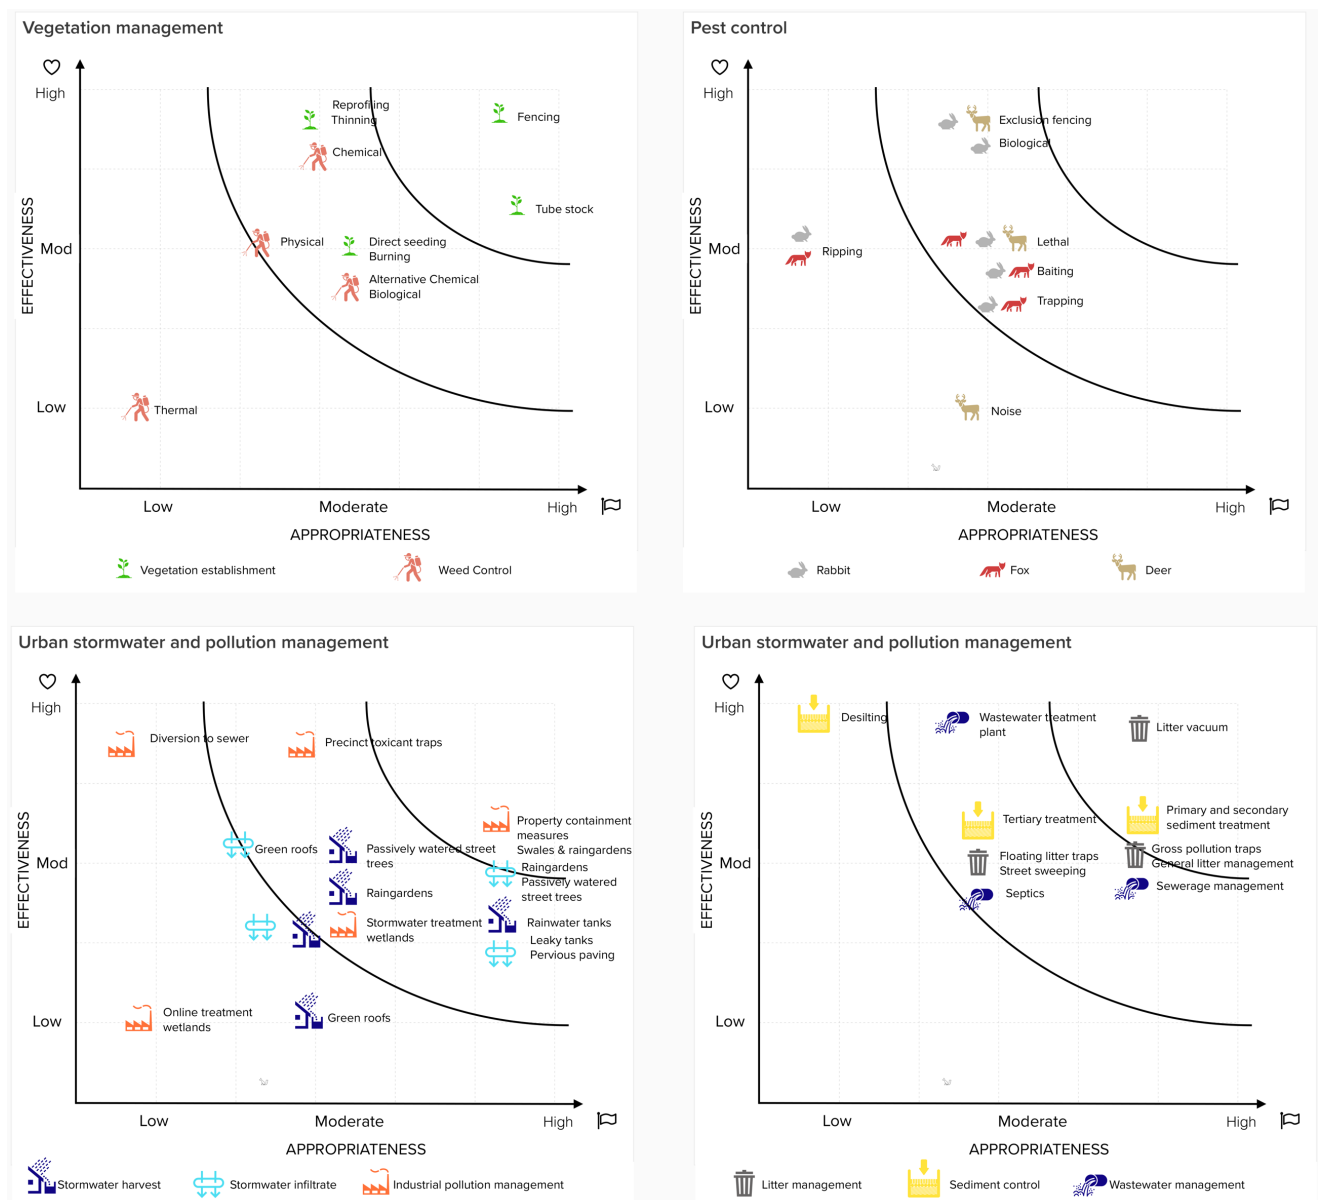 Vegetation management
High
Mod
Low
EFFECTIVENESS
Reprofiling
Thinning
Chemical
Fencing
Tube stock
Physical
Direct seeding
Burning
Alternative Chemical
Biological
Thermal
Low
Moderate
High
APPROPRIATENESS
Vegetation establishment
Weed Control
Pest control
High
Mod
Low
EFFECTIVENESS
Exclusion fencing
Biological
Ripping
Lethal
Baiting
Trapping
Noise
Low
Moderate
High
APPROPRIATENESS
Rabbit
Fox
Deer
Urban stormwater and pollution management
High
Mod
Low
EFFECTIVENESS
Diversion to sewer
Precinct toxicant traps
Property containment
measures
Swales & raingardens
Green roofs
Passively watered street
trees
Raingardens
Passively watered
street trees
Raingardens
Stormwater treatment
wetlands
Rainwater tanks
Leaky tanks
Pervious paving
Online treatment
wetlands
Green roofs
Low
Moderate
High
APPROPRIATENESS
Stormwater harvest
Stormwater infiltrate
Industrial pollution management
Urban stormwater and pollution management
High
Mod
Low
EFFECTIVENESS
Desilting
Wastewater treatment
plant
Litter vacuum
Tertiary treatment
Primary and secondary
sediment treatment
Floating litter traps
Street sweeping
Gross pollution traps
General litter management
Septics
Sewerage management
Low
Moderate
High
APPROPRIATENESS
Litter management
Sediment control
Wastewater management